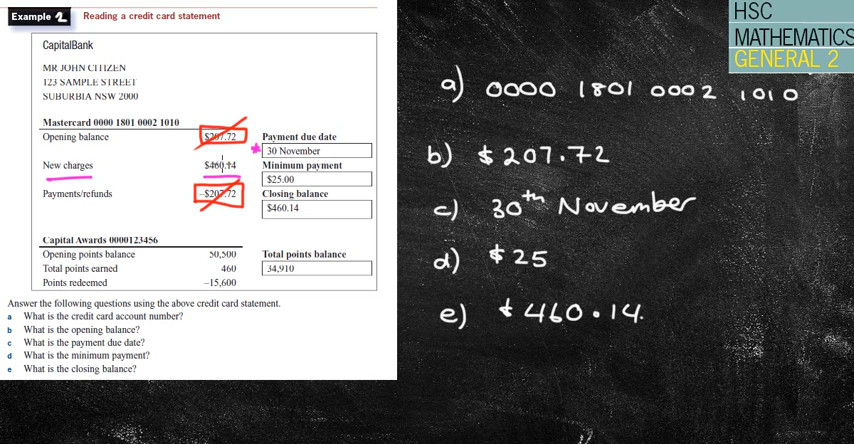 Example 2 Reading a credit card statement
CapitalBank
MR JOHN CITIZEN
123 SAMPLE STREET
SUBURBIA NSW 2000
Mastercard 0000 1801 0002 1010
Opening balance $207.72
New charges $460.14
Payments/refunds –$207.72
Payment due date
30 November
Minimum payment
$25.00
Closing balance
$460.14
Capital Awards 0000123456
Opening points balance 50,500
Total points earned 460
Points redeemed –15,600
Total points balance
34,910
Answer the following questions using the above credit card statement.
a What is the credit card account number?
b What is the opening balance?
c What is the payment due date?
d What is the minimum payment?
e What is the closing balance?
HSC
MATHEMATICS
GENERAL 2
a) 0000 1801 0002 1010
b) $207.72
c) 30th November
d) $25
e) $460.14.